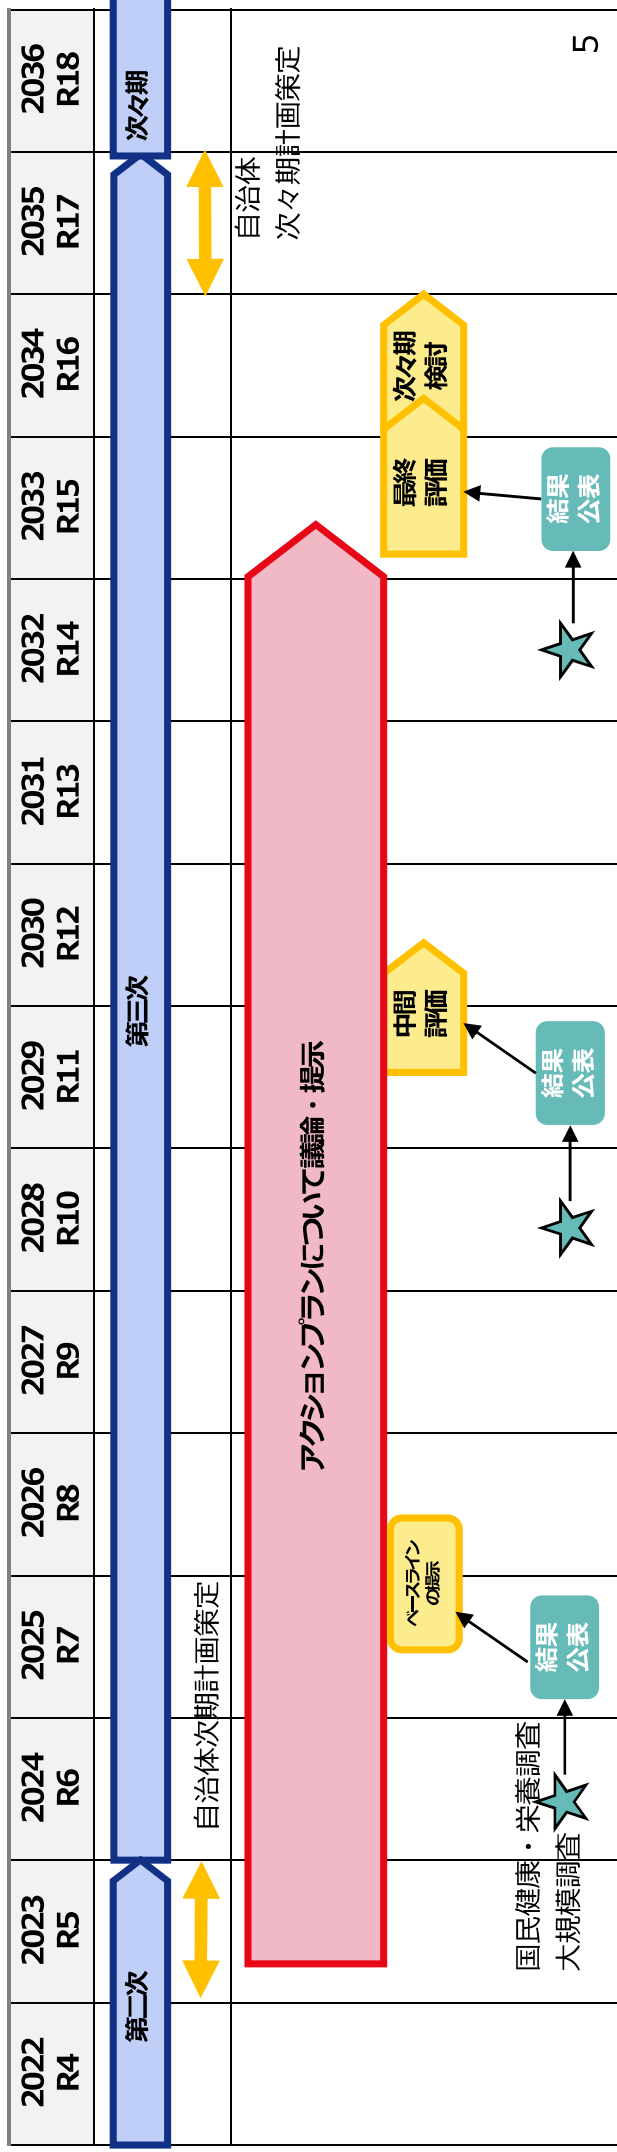 2022
R4
2023
R5
2024
R6
2025
R7
2026
R8
2027
R9
2028
R10
2029
R11
2030
R12
2031
R13
2032
R14
2033
R15
2034
R16
2035
R17
2036
R18
第二次
第三次
次々期
自治体次期計画策定
自治体
次々期計画策定
アクションプランについて議論・提示
ベースライン
の提示
中間
評価
最終
評価
次々期
検討
国民健康・栄養調査
大規模調査
結果
公表
結果
公表
結果
公表
5